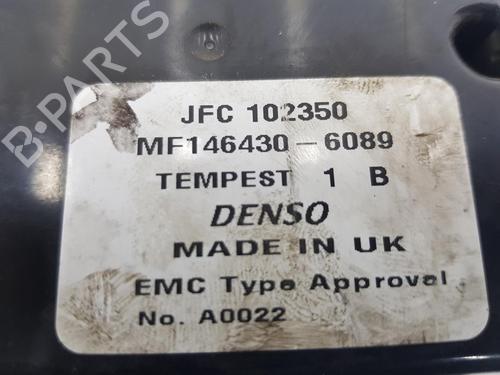 B-PARTS
JFC 102350
MF146430-6089
TEMPEST 1 B
DENSO
MADE IN UK
EMC Type Approval
No. A0022